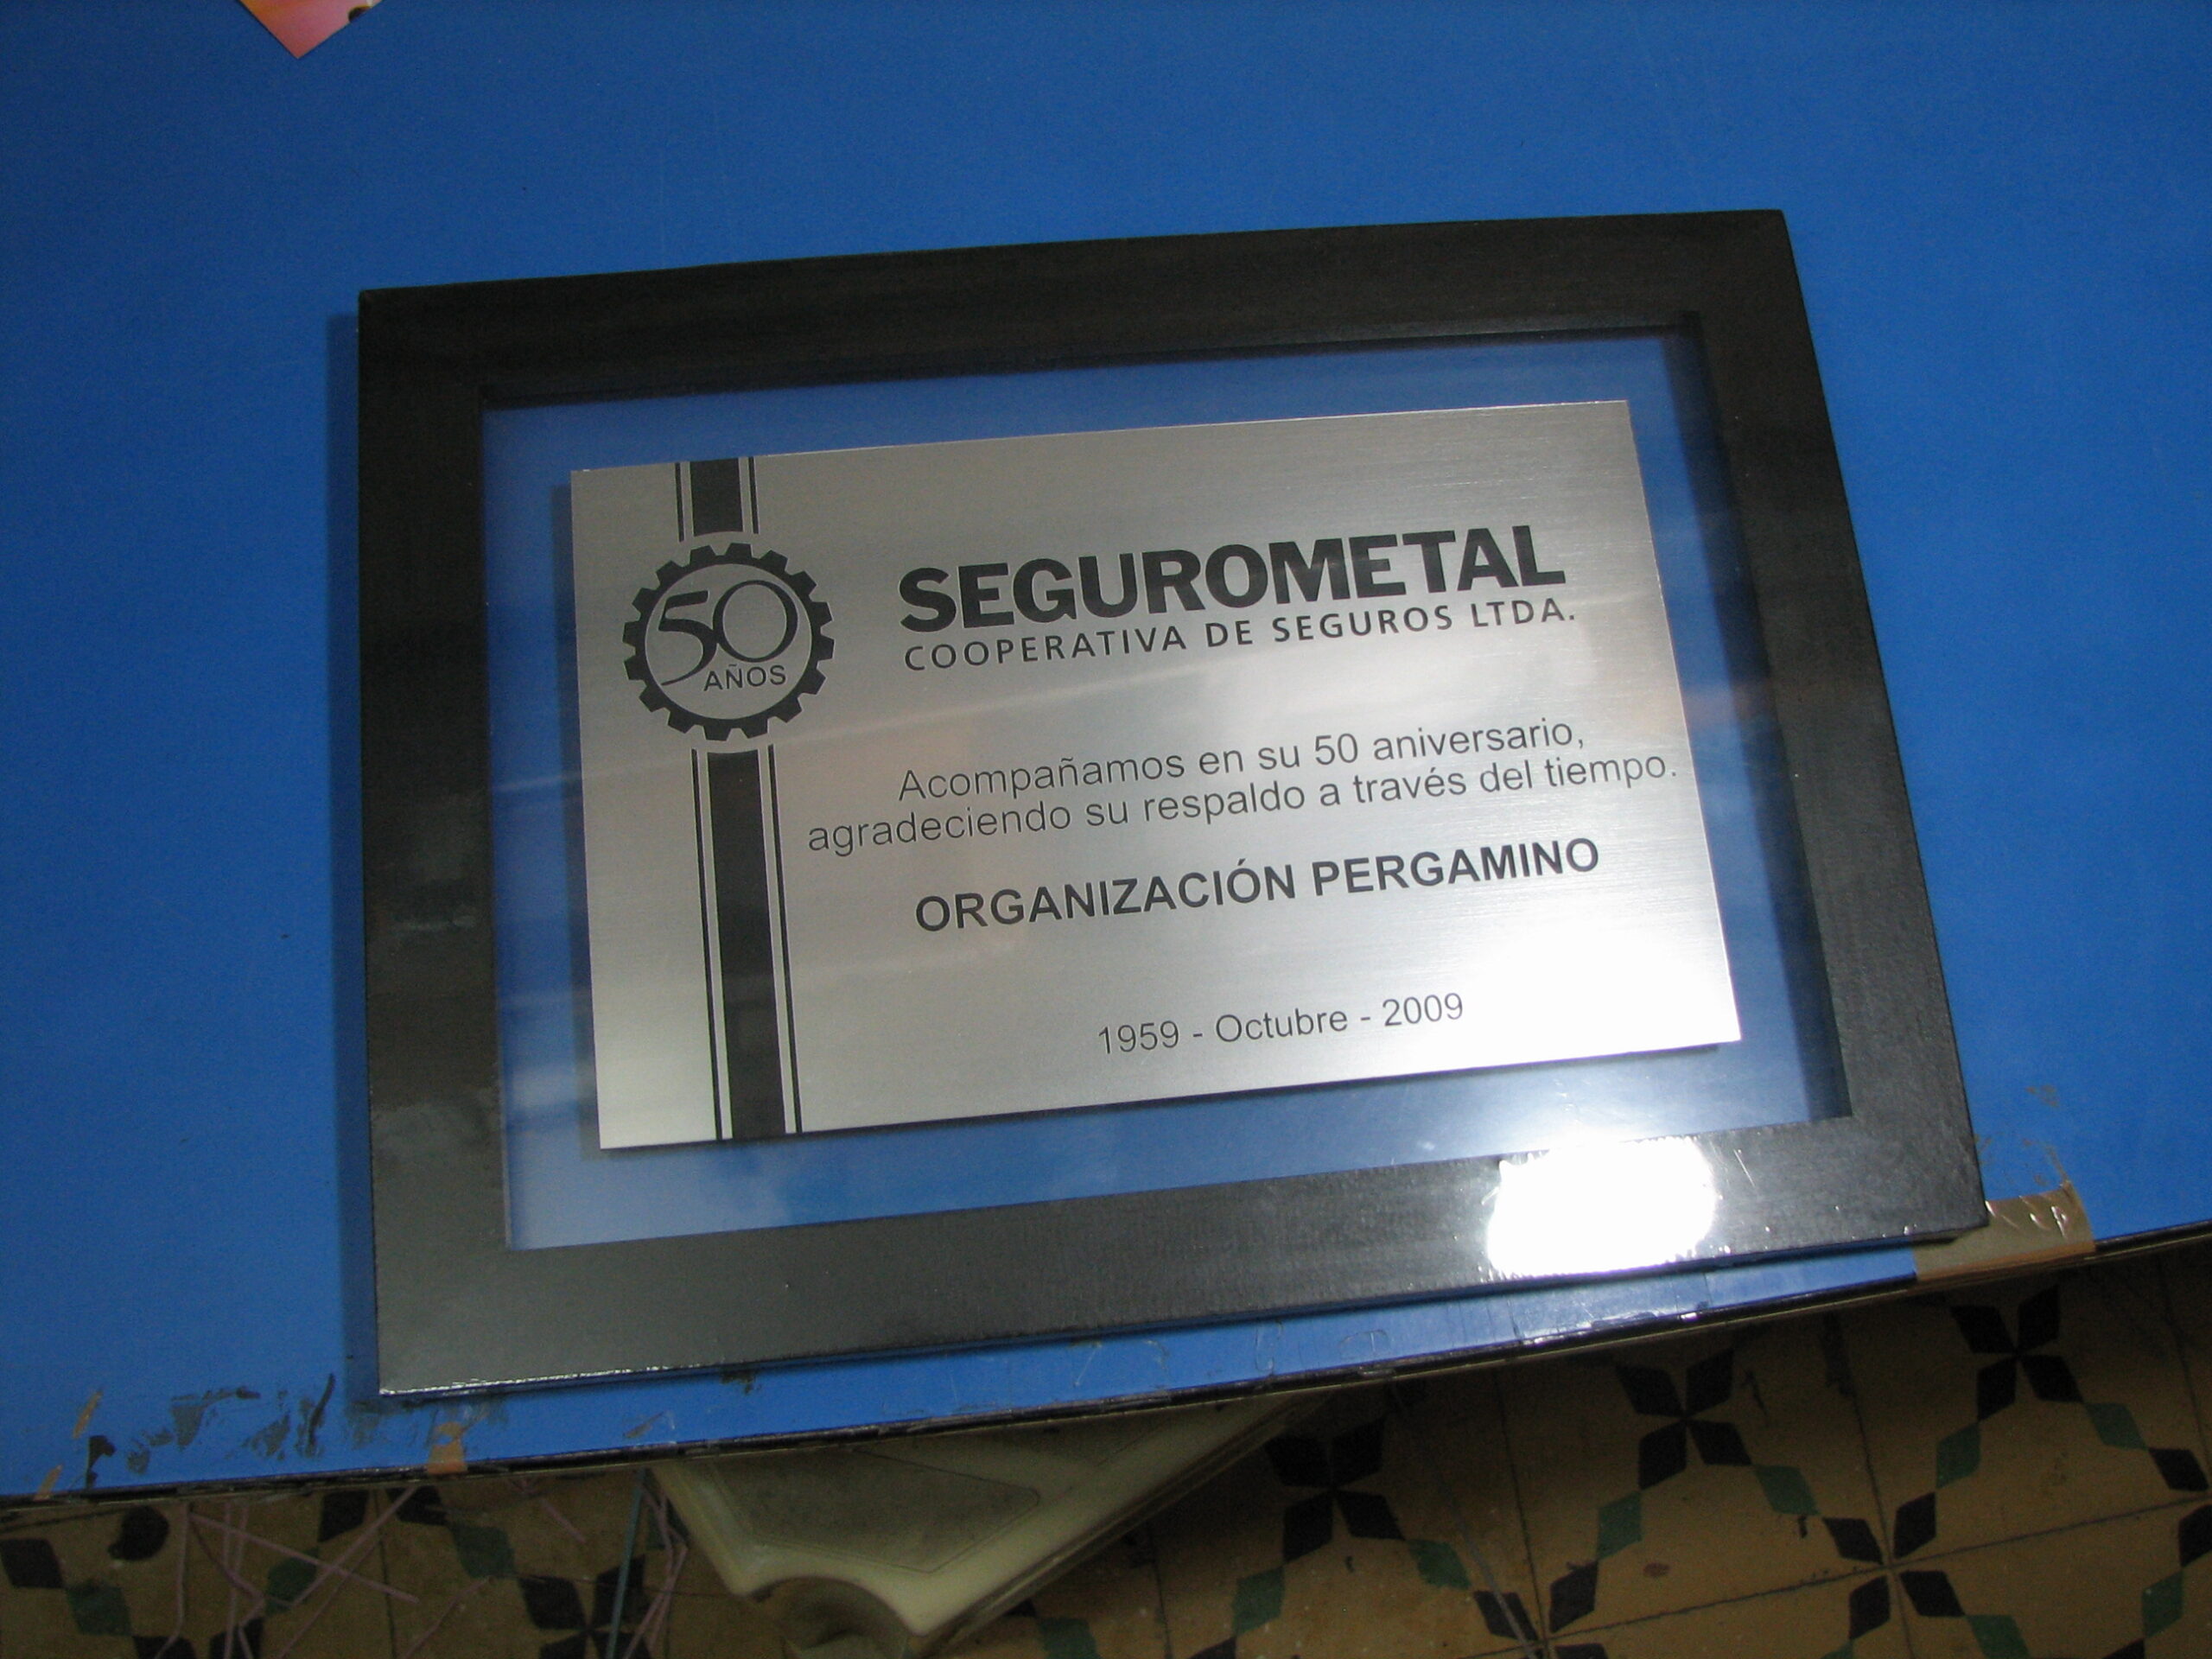 50
AÑOS
SEGUROMETAL
COOPERATIVA DE SEGUROS LTDA.
Acompañamos en su 50 aniversario,
agradeciendo su respaldo a través del tiempo.
ORGANIZACIÓN PERGAMINO
1959 - Octubre - 2009